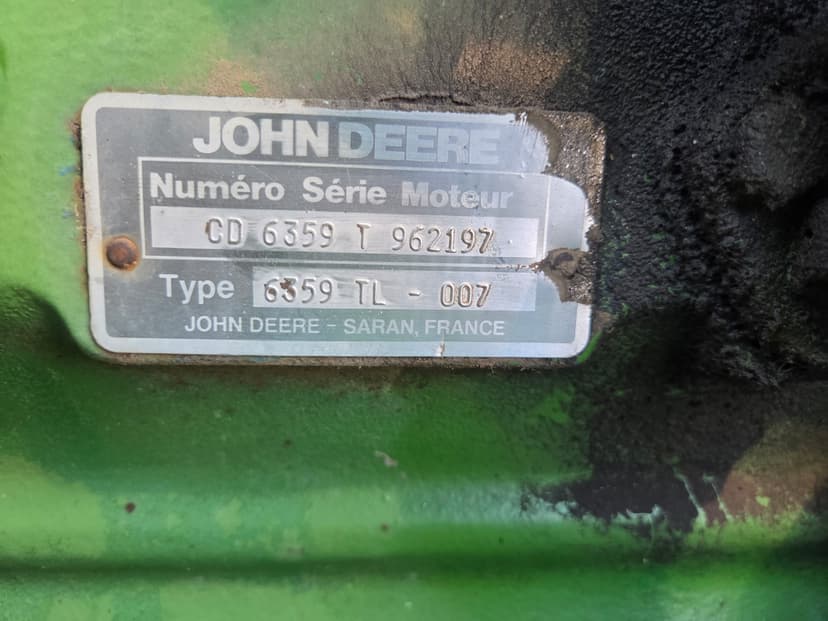 JOHN DEERE
Numéro Série Moteur
CD 6359 T 962197
Type 6359 TL - 007
JOHN DEERE - SARAN, FRANCE